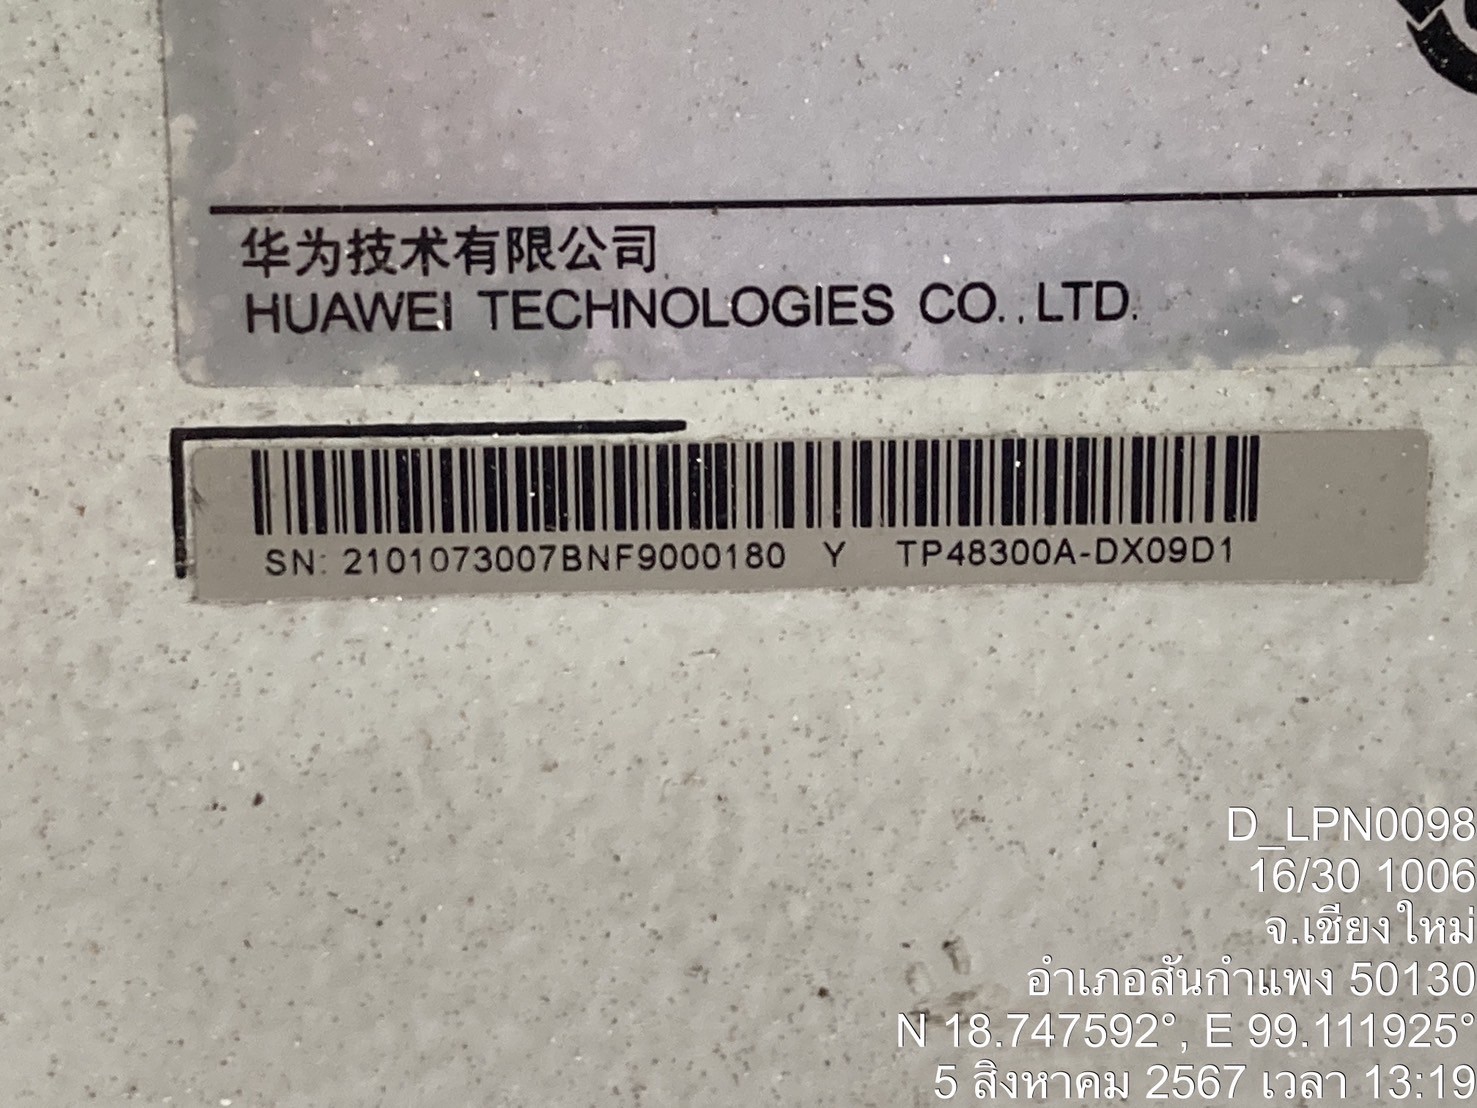 华为技术有限公司
HUAWEI TECHNOLOGIES CO., LTD.
SN: 2101073007BNF9000180 Y TP48300A-DX09D1
D_LPN0098
16/30 1006
จ.เชียงใหม่
อำเภอสันกำแพง 50130
N 18.747592°, E 99.111925°
5 สิงหาคม 2567 เวลา 13:19